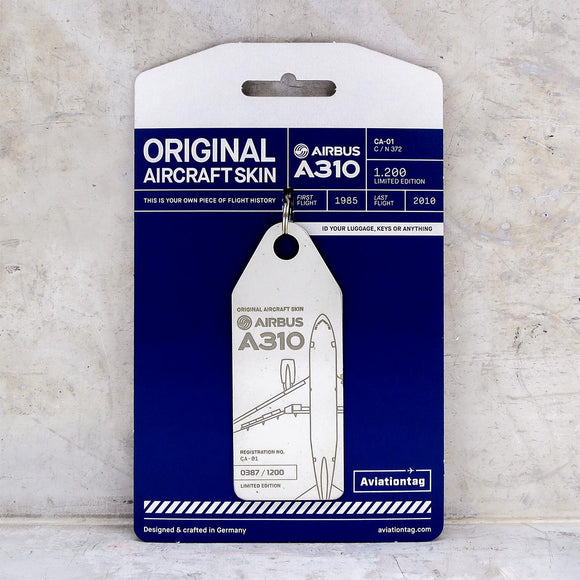 ORIGINAL
AIRCRAFT SKIN
AIRBUS
A310
CA-01
C / N 372
1.200
LIMITED EDITION
THIS IS YOUR OWN PIECE OF FLIGHT HISTORY
FIRST
FLIGHT
1985
LAST
FLIGHT
2010
ID YOUR LUGGAGE, KEYS OR ANYTHING
ORIGINAL AIRCRAFT SKIN
AIRBUS
A310
REGISTRATION NO.
CA-01
0387 / 1200
LIMITED EDITION
Aviationtag
Designed & crafted in Germany
aviationtag.com